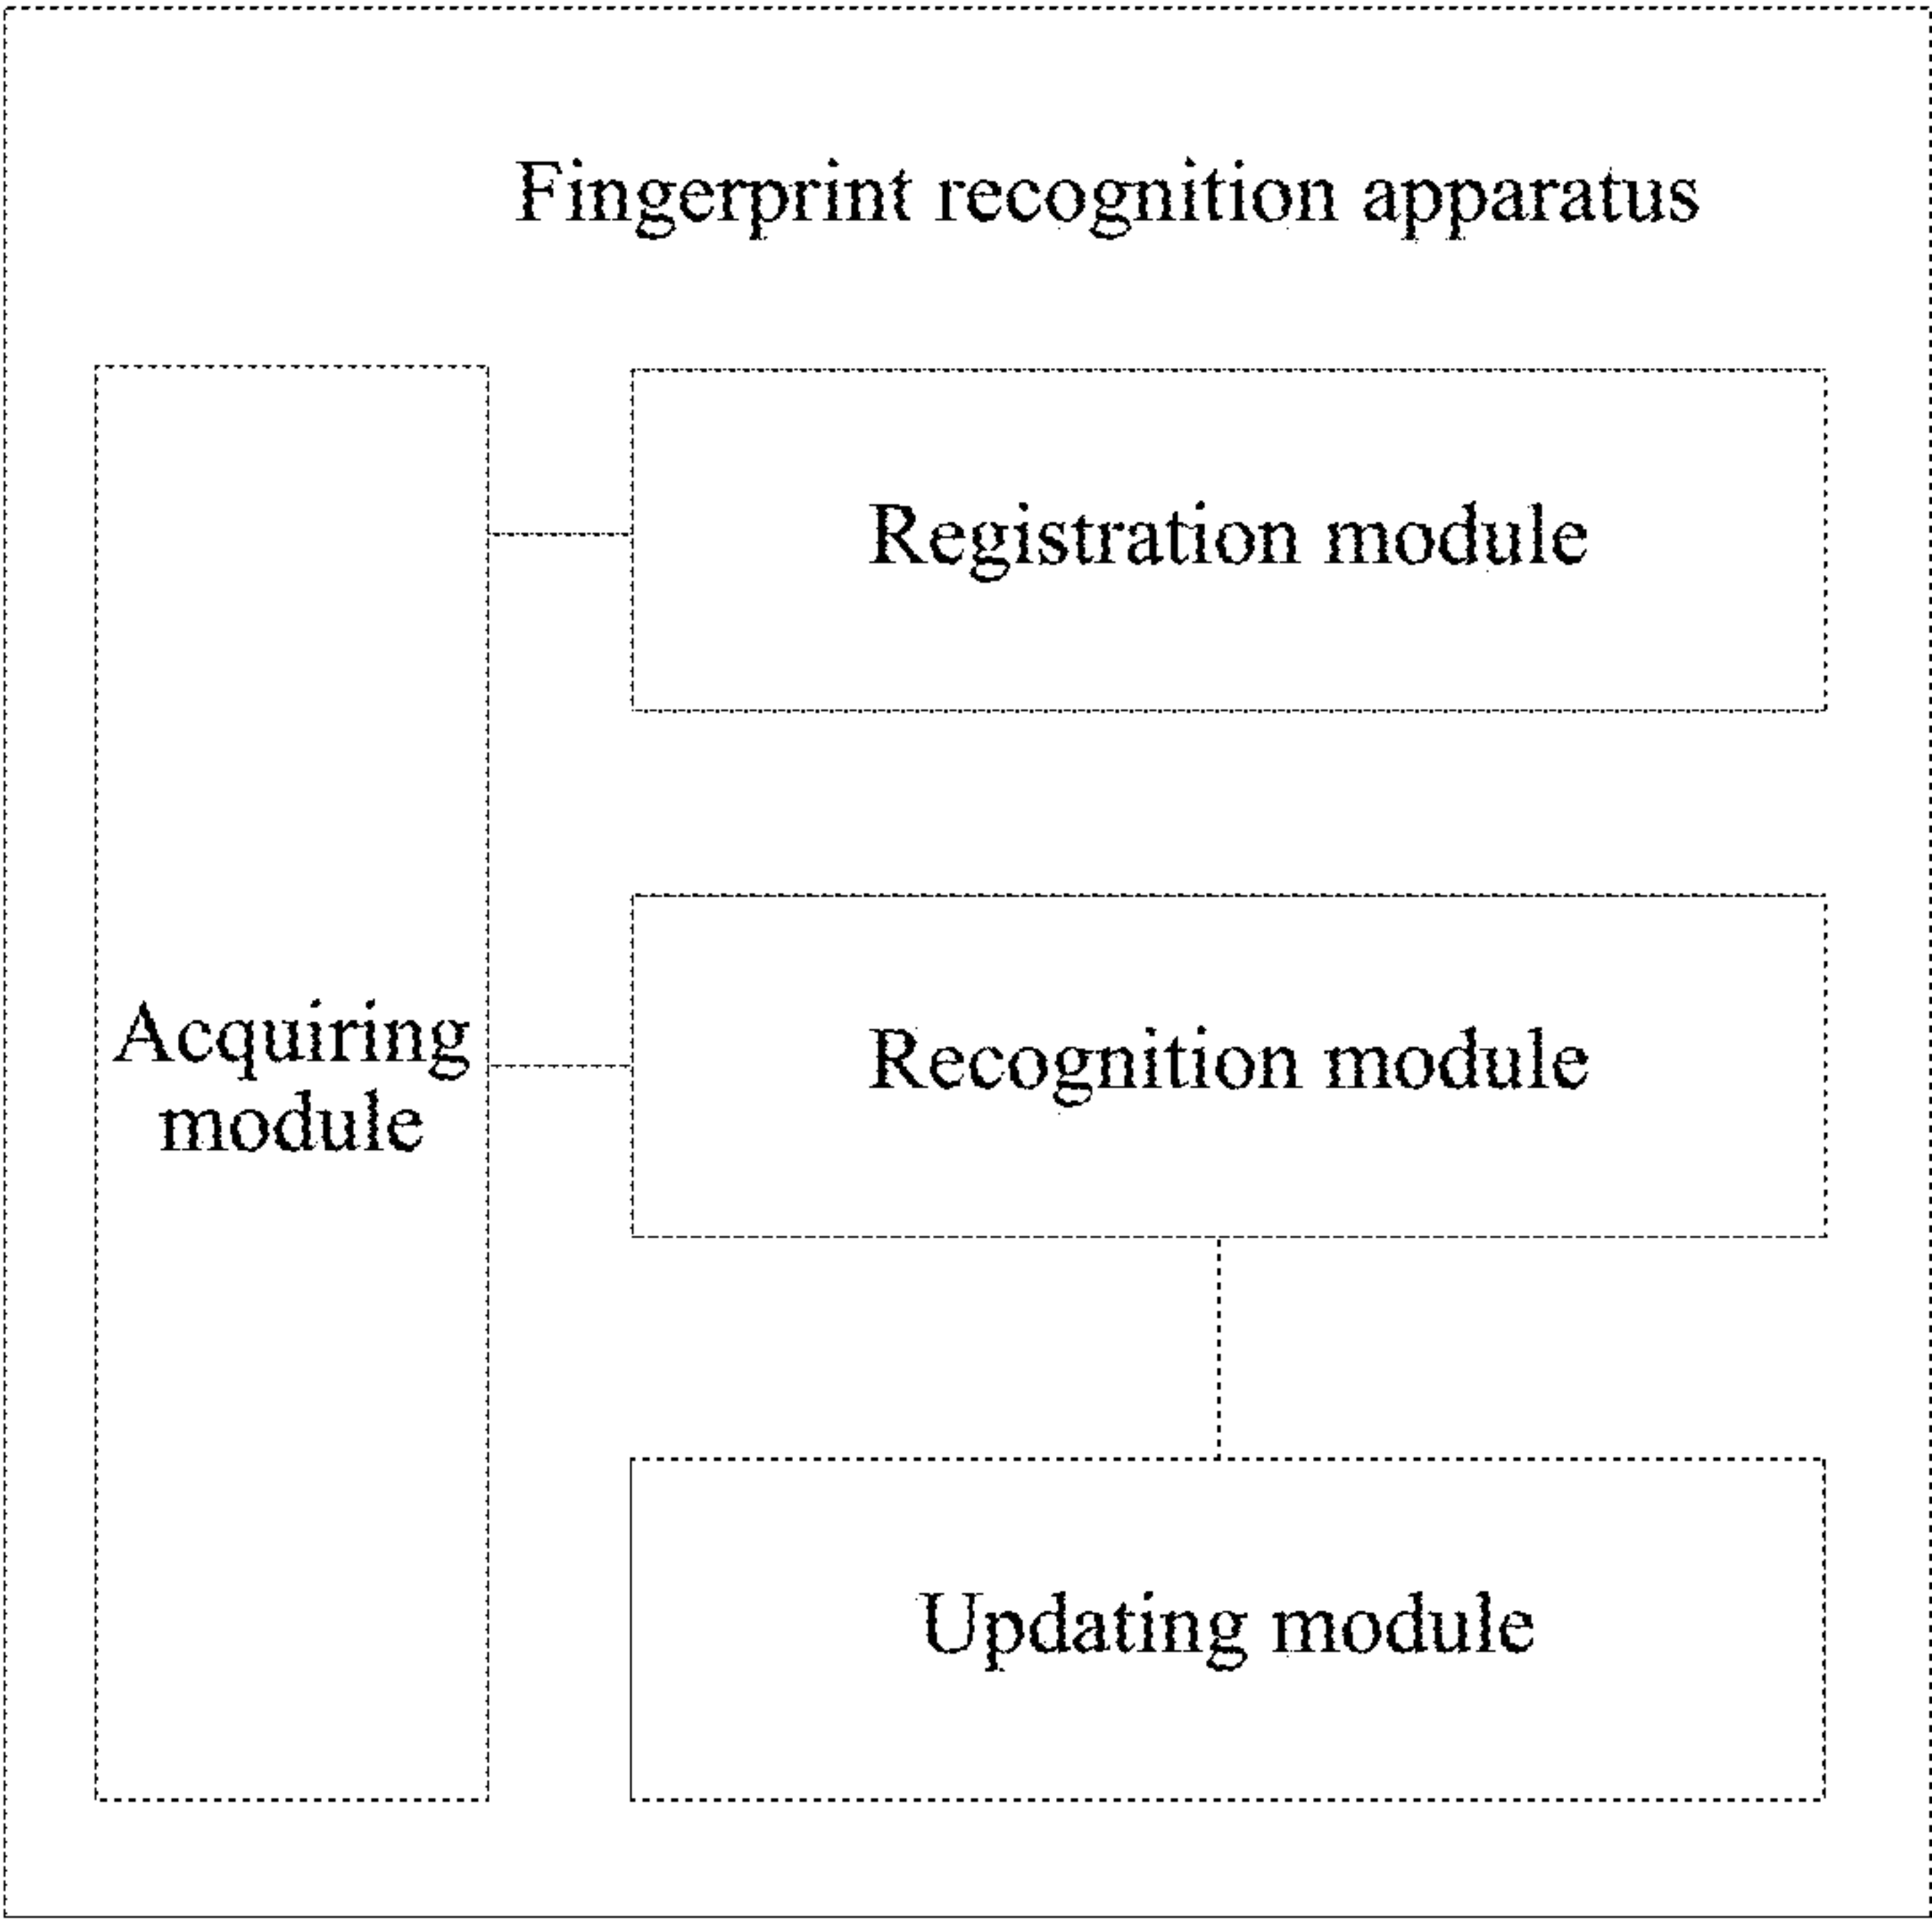 Fingerprint recognition apparatus
Registration module
Acquiring
module
Recognition module
Updating module